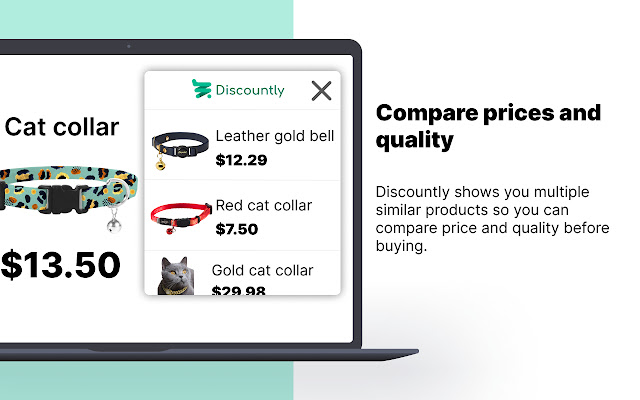 Cat collar
$13.50
Discountly
Leather gold bell
$12.29
Red cat collar
$7.50
Gold cat collar
$29.98
Compare prices and
quality
Discountly shows you multiple
similar products so you can
compare price and quality before
buying.